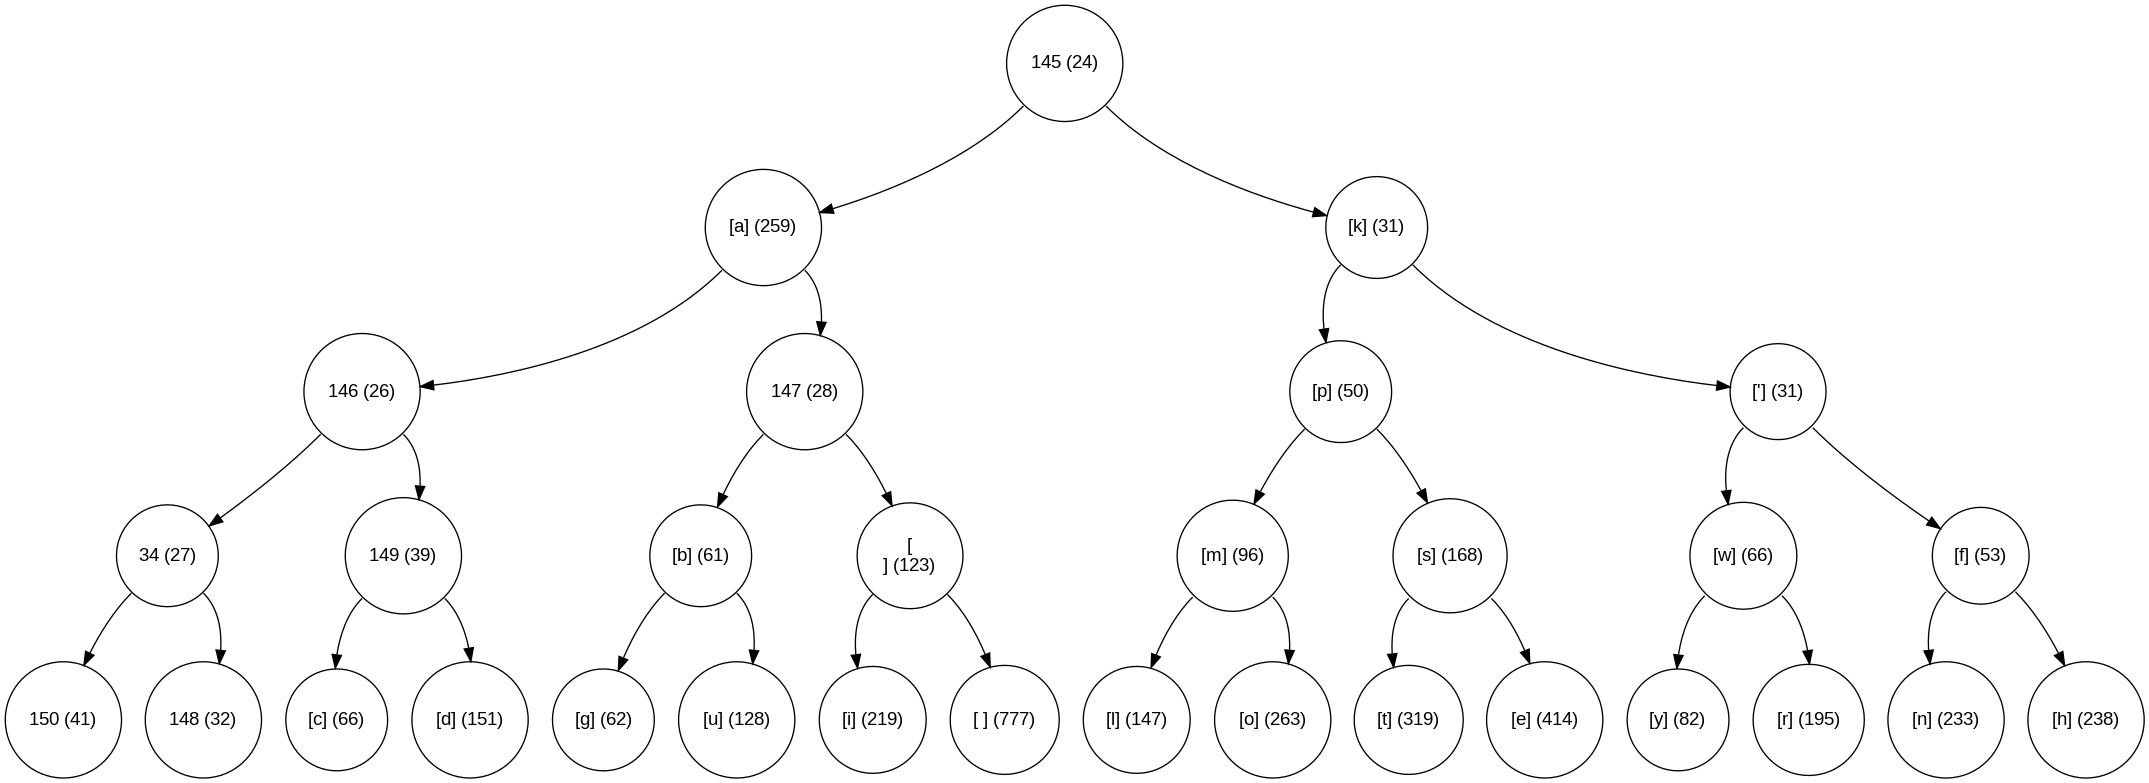 145 (24)
[a] (259)
[k] (31)
146 (26)
147 (28)
[p] (50)
['] (31)
34 (27)
149 (39)
[b] (61)
[
] (123)
[m] (96)
[s] (168)
[w] (66)
[f] (53)
150 (41)
148 (32)
[c] (66)
[d] (151)
[g] (62)
[u] (128)
[i] (219)
[ ] (777)
[l] (147)
[o] (263)
[t] (319)
[e] (414)
[y] (82)
[r] (195)
[n] (233)
[h] (238)